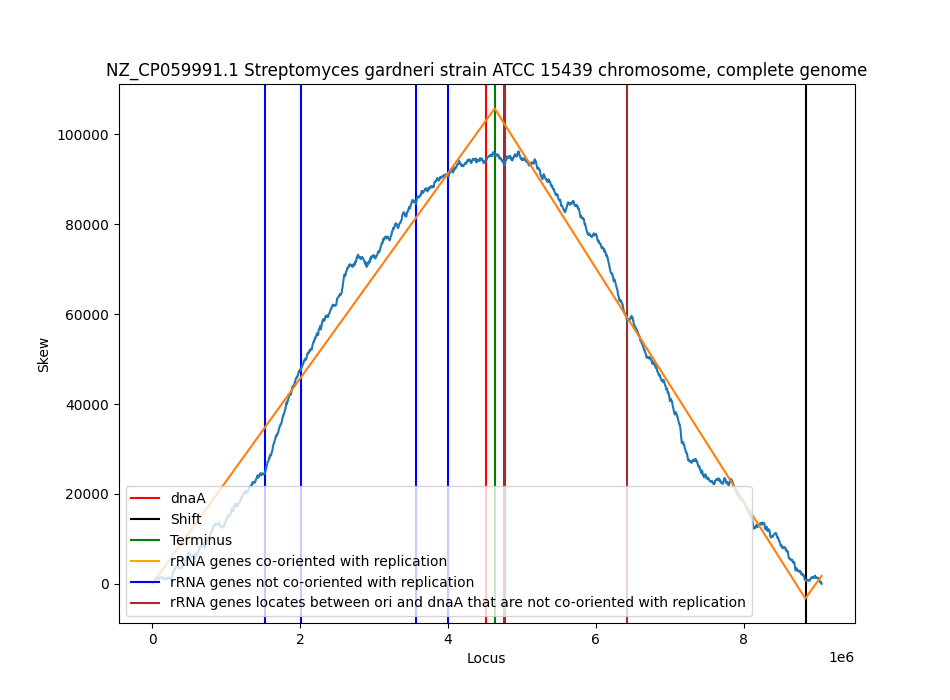 NZ_CP059991.1 Streptomyces gardneri strain ATCC 15439 chromosome, complete genome
100000
80000
60000
40000
20000
0
Skew
dnaA
Shift
Terminus
rRNA genes co-oriented with replication
rRNA genes not co-oriented with replication
rRNA genes locates between ori and dnaA that are not co-oriented with replication
0 2 4 6 8
Locus 1e6